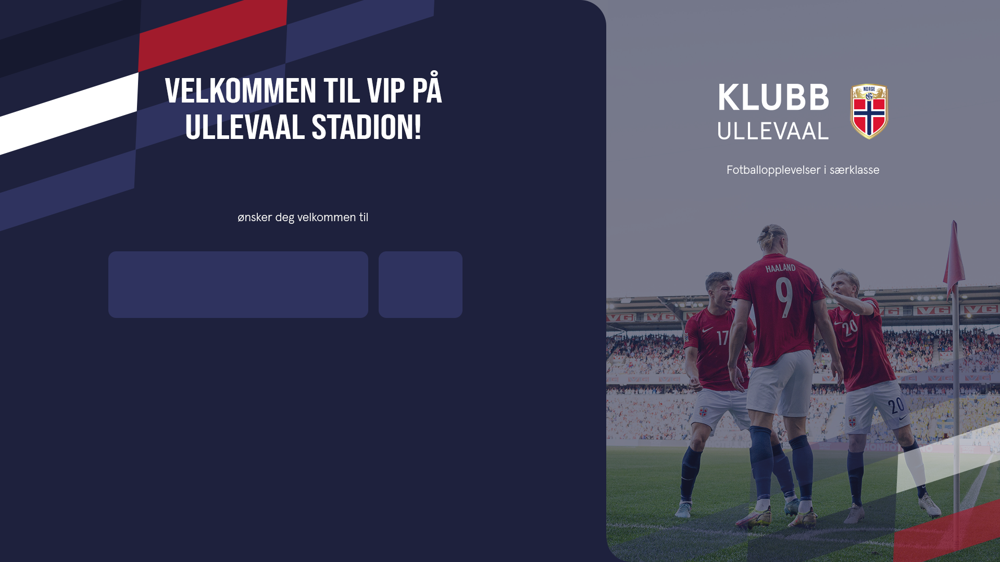 VELKOMMEN TIL VIP PÅ
ULLEVAAL STADION!
ønsker deg velkommen til
KLUBB
ULLEVAAL
NORGE
Fotballopplevelser i særklasse
HAALAND
9
17
20
20
VG
VG
VG
VG
VG